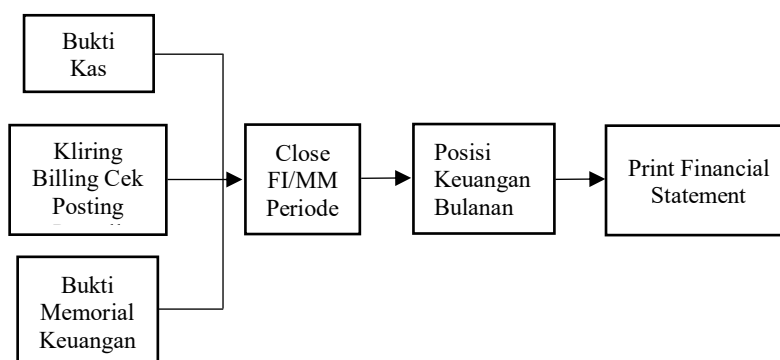 Bukti
Kas
Kliring
Billing Cek
Posting
Bukti
Memorial
Keuangan
Close
FI/MM
Periode
Posisi
Keuangan
Bulanan
Print Financial
Statement